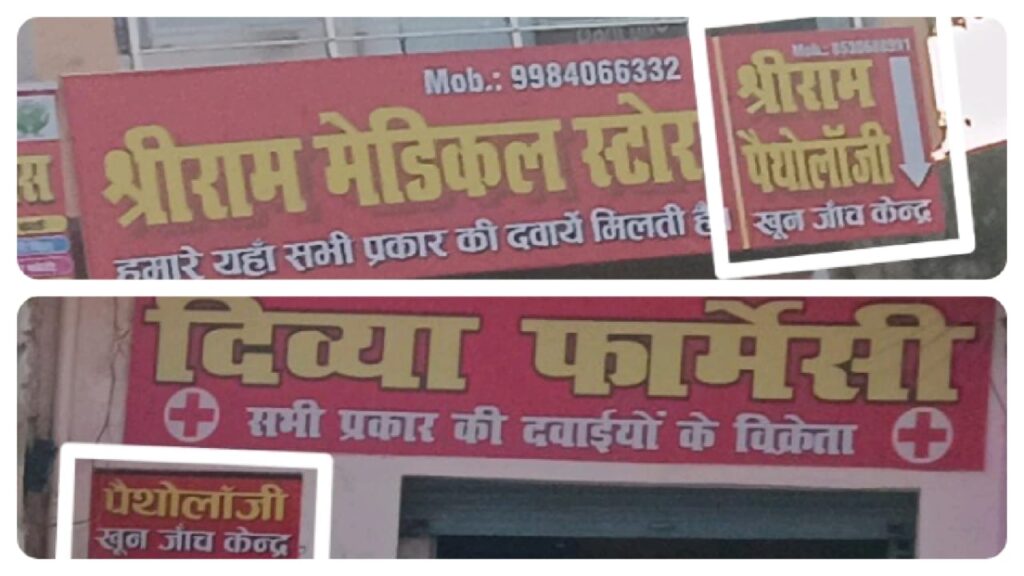 Mob.: 9984066332
श्रीराम मेडिकल स्टोर
हमारे यहाँ सभी प्रकार की दवायें मिलती हैं।
श्रीराम
पैथोलॉजी
खून जाँच केन्द्र
दिव्या फार्मेसी
सभी प्रकार की दवाईयों के विक्रेता
पैथोलॉजी
खून जाँच केन्द्र